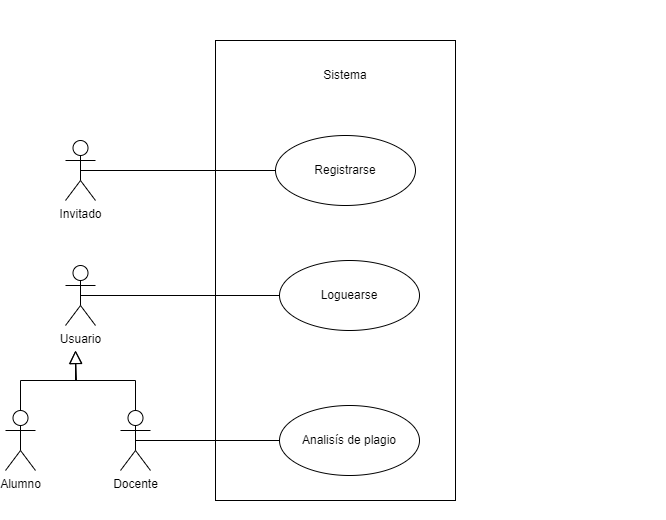 Sistema
Registrarse
Invitado
Loguearse
Usuario
Analisís de plagio
Alumno
Docente